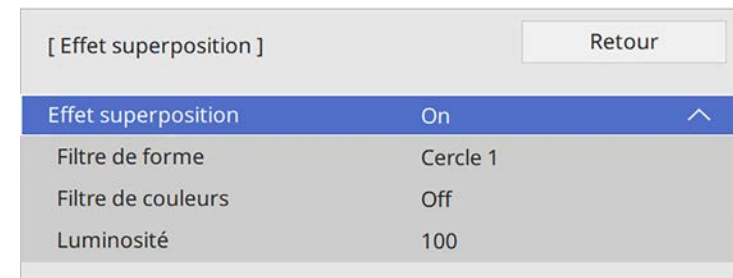 [ Effet superposition ] Retour
Effet superposition On
Filtre de forme Cercle 1
Filtre de couleurs Off
Luminosité 100